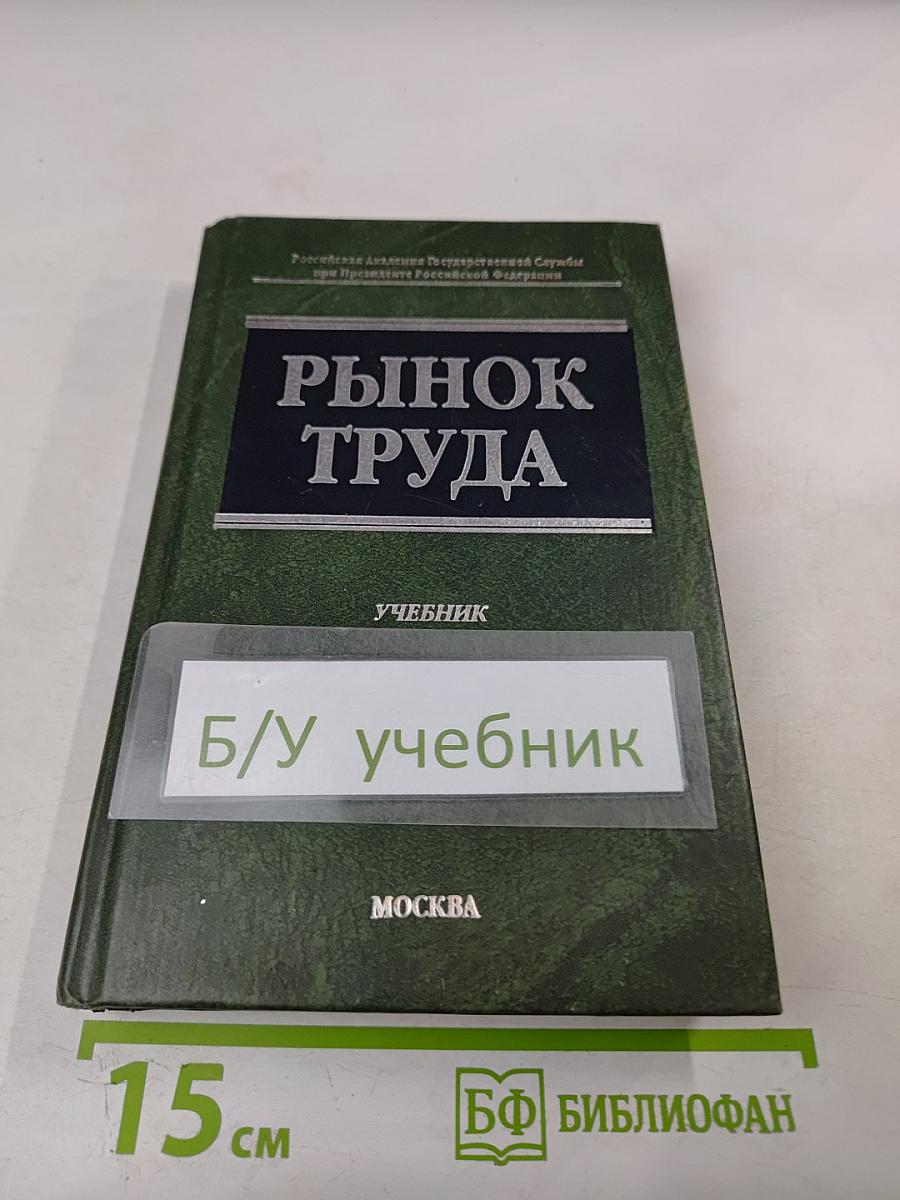 Российская Академия Государственной Службы
при Президенте Российской Федерации
РЫНОК
ТРУДА
УЧЕБНИК
Б/У учебник
МОСКВА
15 см
БФ БИБЛИОФАН